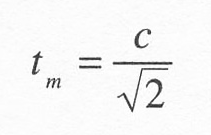 t_m = c/√2